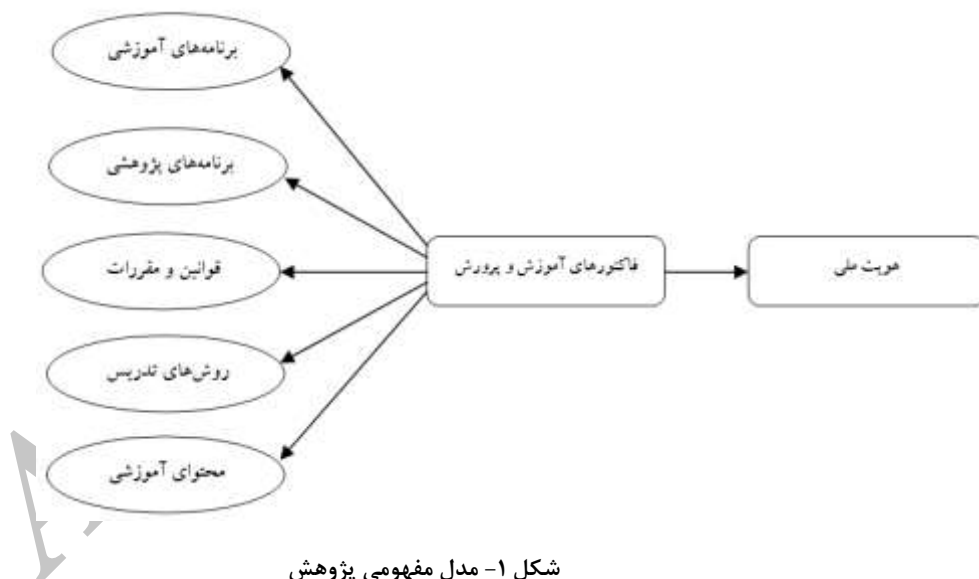 برنامه‌های آموزشی
برنامه‌های پژوهشی
قوانین و مقررات
فاکتورهای آموزش و پرورش
هویت ملی
روش‌های تدریس
محتوای آموزشی
شکل ۱- مدل مفهومی پژوهش